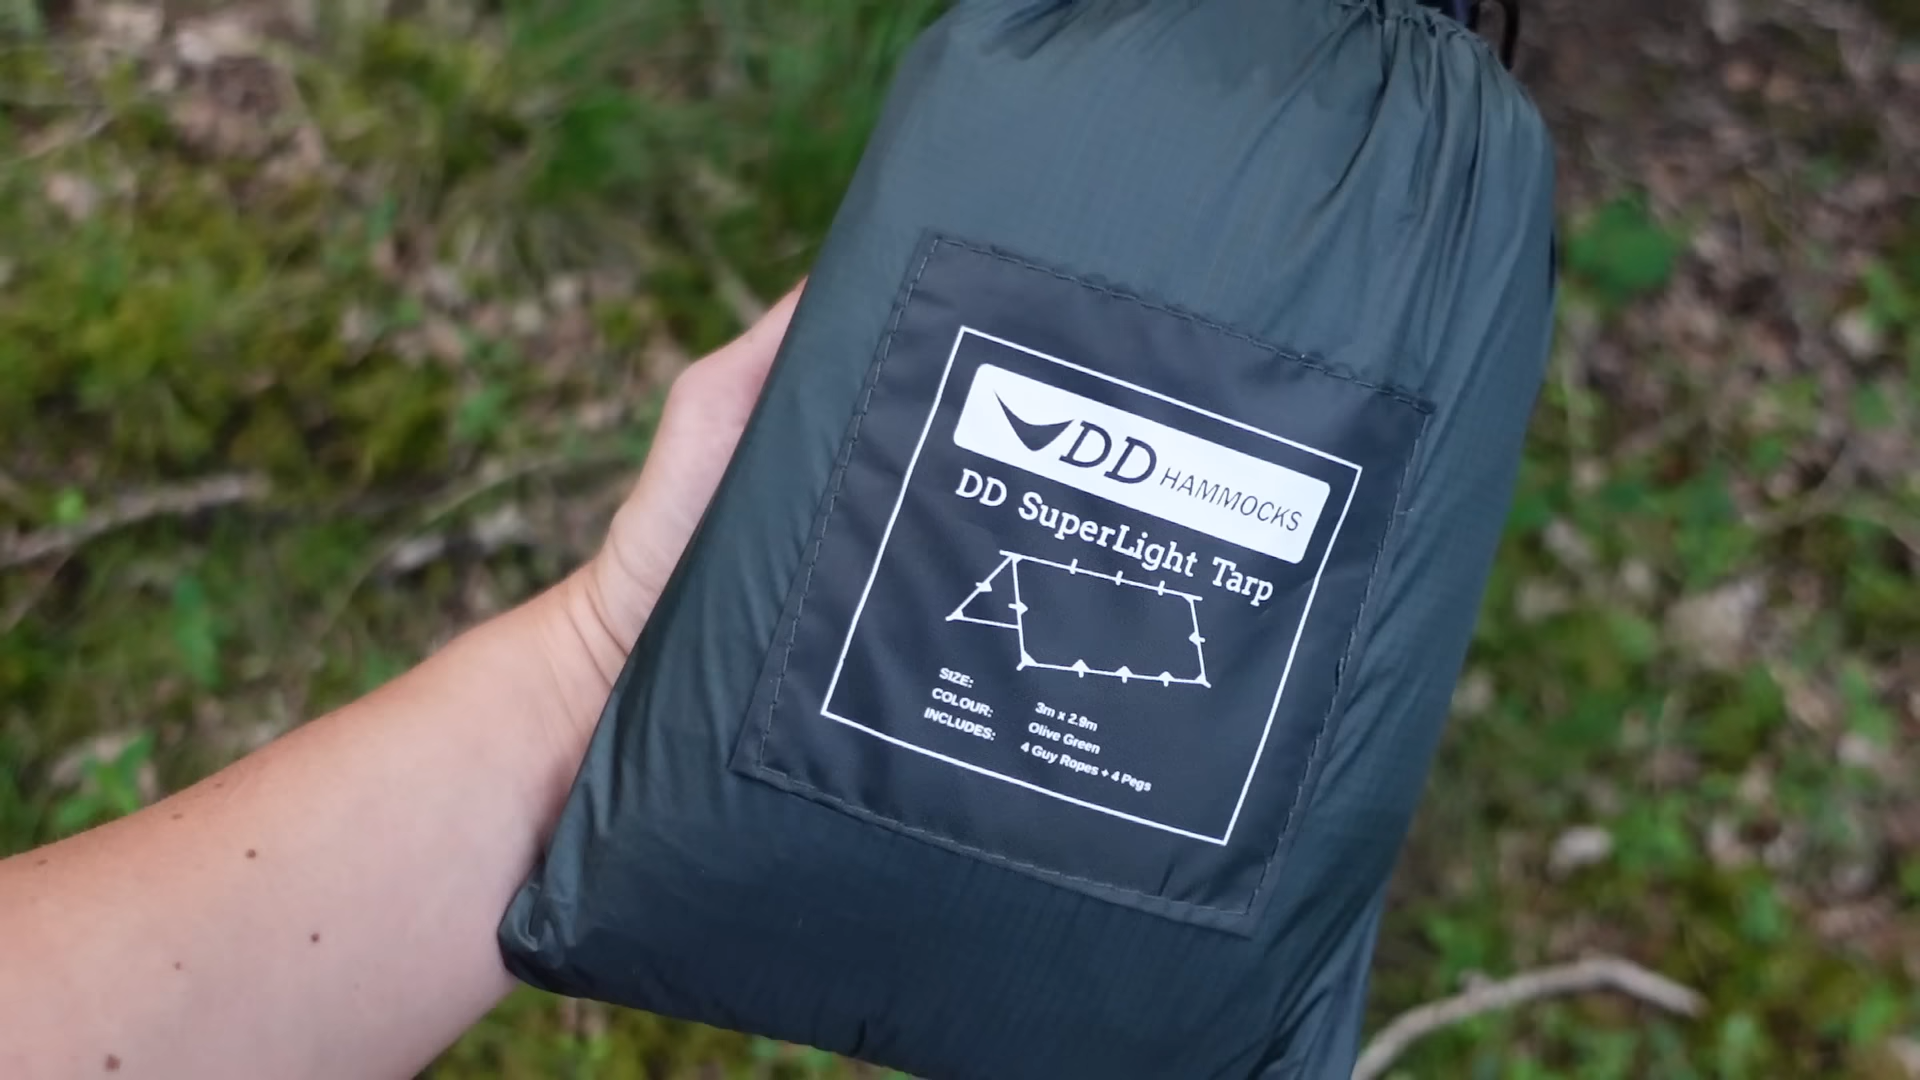 DD HAMMOCKS
DD SuperLight Tarp
SIZE: 3m x 2.9m
COLOUR: Olive Green
INCLUDES: 4 Guy Ropes + 4 Pegs